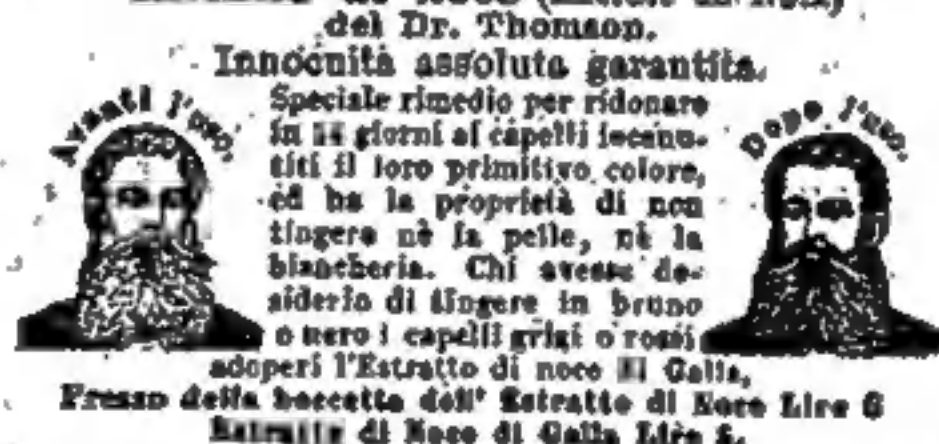 del Dr. Thomson.
Innocuità assoluta garantita.
Avanti l'uso.
Speciale rimedio per ridonare
in giorni ai capelli incanu-
titi il loro primitivo colore,
ed ha la proprietà di non
tingere nè la pelle, nè la
biancheria. Chi avesse de-
siderio di tingere in bruno
o nero i capelli grigi o rossi
adoperi l'Estratto di noce di Galla,
Dopo l'uso.
Prezzo della boccetta dell' Estratto di Noce Lire 6
Estratto di Noce di Galla Lire